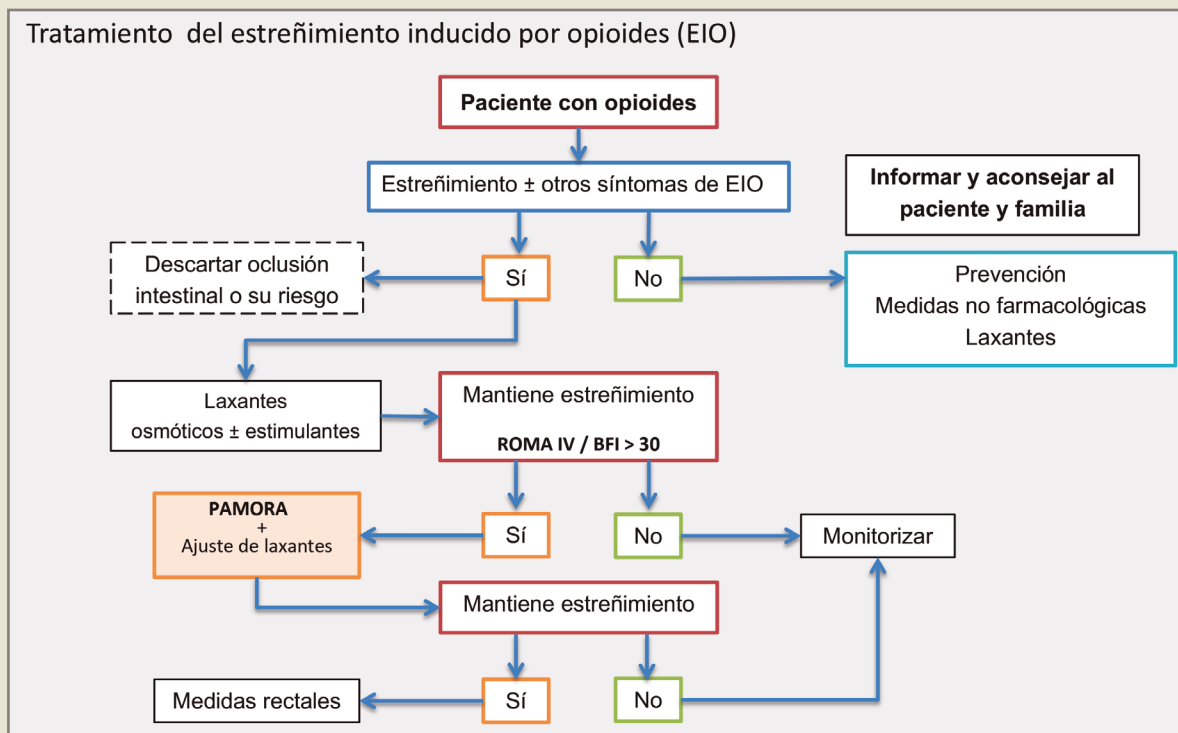 Tratamiento del estreñimiento inducido por opioides (EIO)
Paciente con opioides
Estreñimiento ± otros síntomas de EIO
Informar y aconsejar al
paciente y familia
Descartar oclusión
intestinal o su riesgo
Sí
No
Prevención
Medidas no farmacológicas
Laxantes
Laxantes
osmóticos ± estimulantes
Mantiene estreñimiento
ROMA IV / BFI > 30
PAMORA
+
Ajuste de laxantes
Sí
No
Monitorizar
Mantiene estreñimiento
Medidas rectales
Sí
No